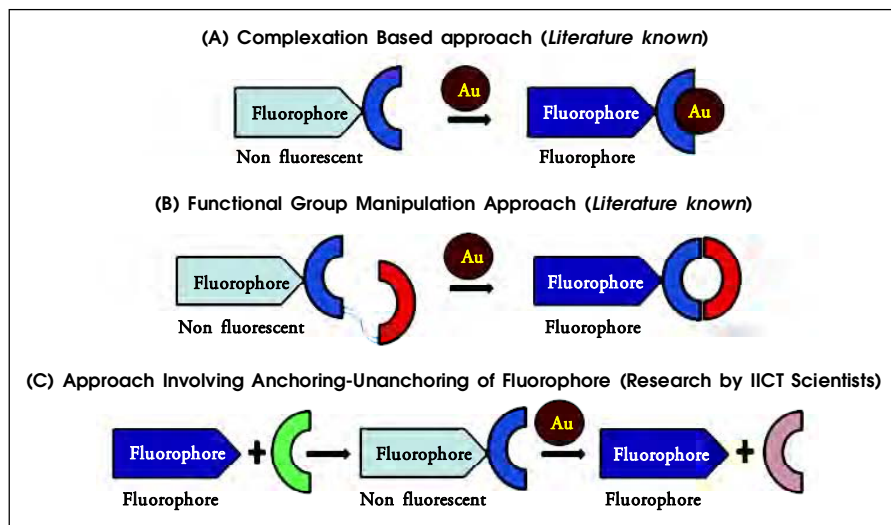 (A) Complexation Based approach (Literature known)
Au
Fluorophore
Fluorophore
Au
Non fluorescent
Fluorophore
(B) Functional Group Manipulation Approach (Literature known)
Au
Fluorophore
Fluorophore
Non fluorescent
Fluorophore
(C) Approach Involving Anchoring-Unanchoring of Fluorophore (Research by IICT Scientists)
Au
Fluorophore + Fluorophore Fluorophore +
Fluorophore
Non fluorescent
Fluorophore